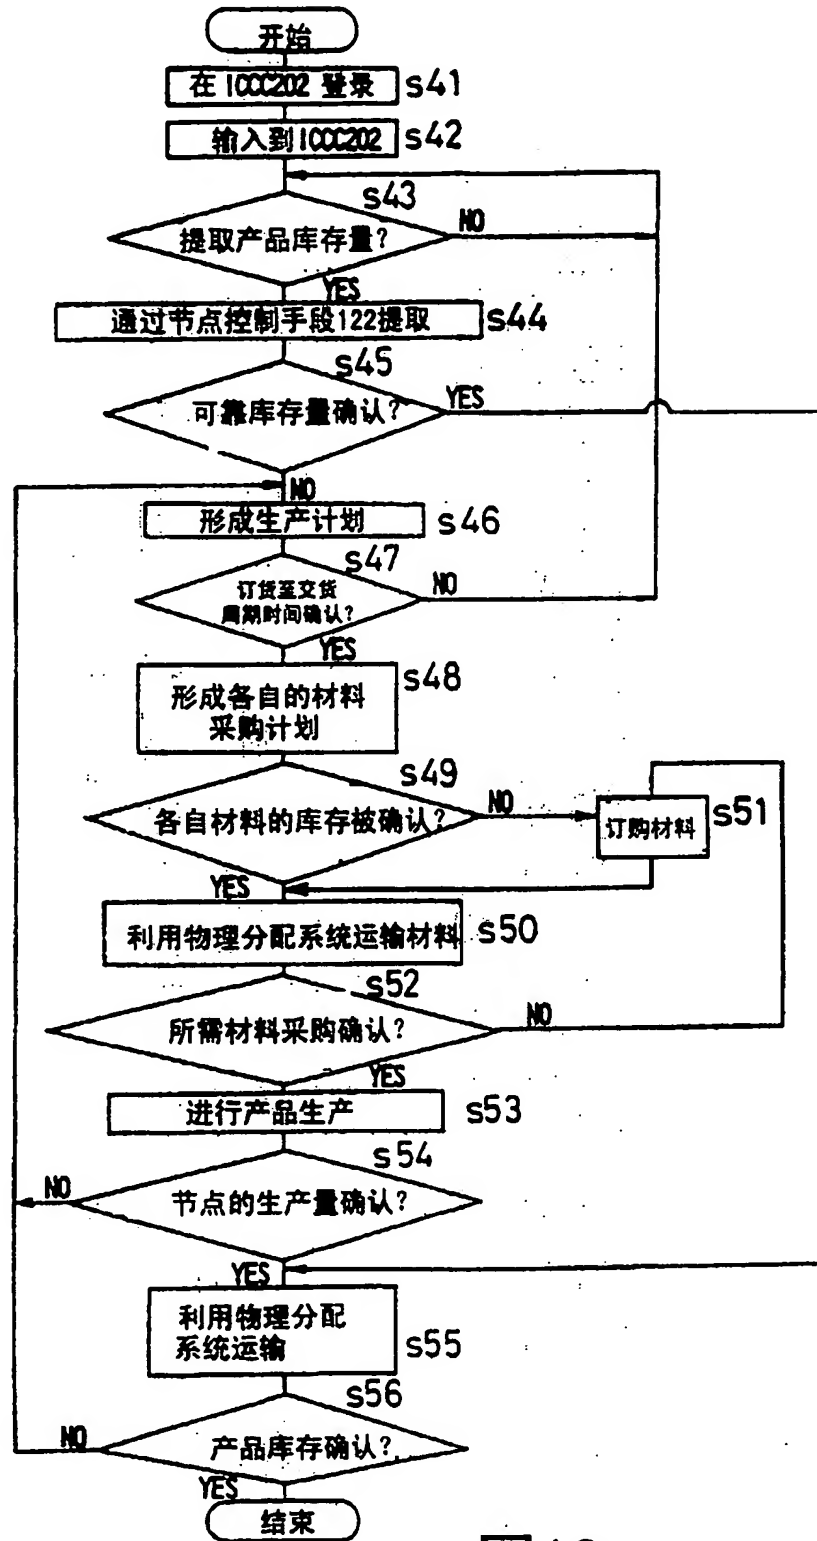 开始
在ICCC202 登录 s41
输入到ICCC202 s42
s43
提取产品库存量?
NO
YES
通过节点控制手段122提取 s44
s45
可靠库存量确认?
YES
NO
形成生产计划 s46
s47
订货至交货
周期时间确认?
NO
YES
形成各自的材料
采购计划
s48
s49
各自材料的库存被确认?
NO
订购材料 s51
YES
利用物理分配系统运输材料 s50
s52
所需材料采购确认?
NO
YES
进行产品生产 s53
s54
节点的生产量确认?
NO
YES
利用物理分配
系统运输
s55
s56
产品库存确认?
NO
YES
结束